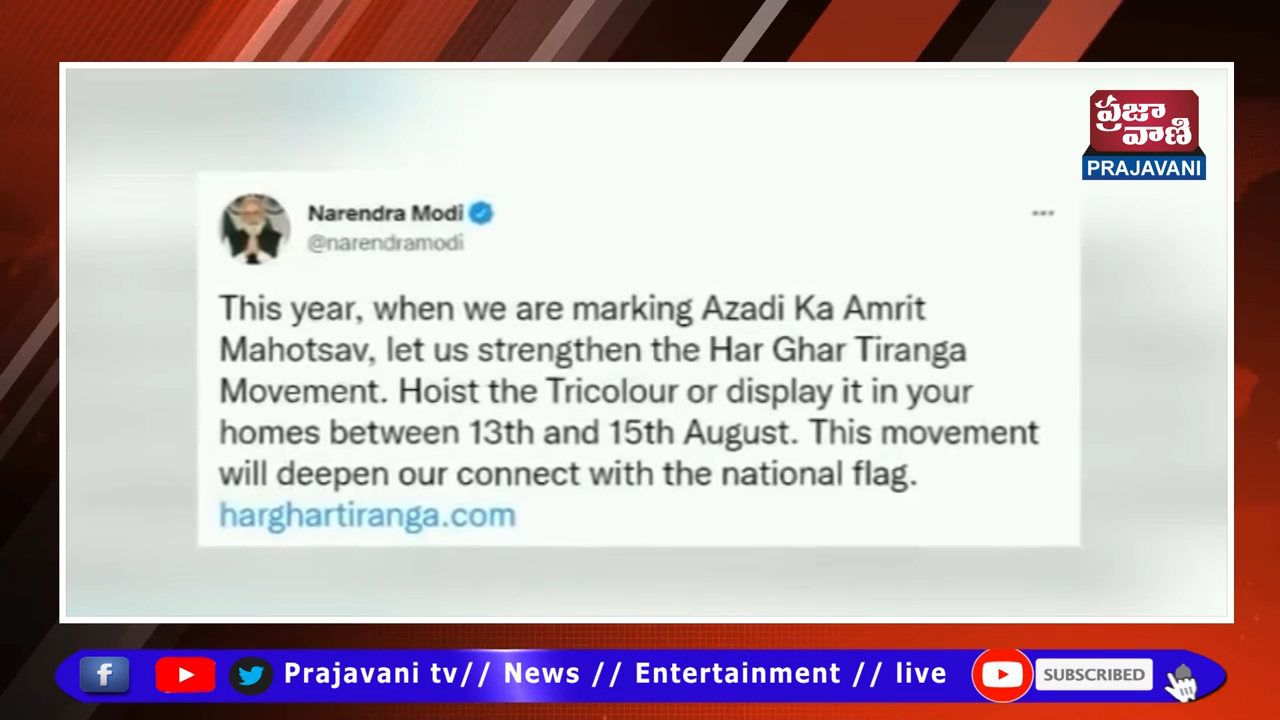 ప్రజా
వాణి
PRAJAVANI
Narendra Modi
@narendramodi
This year, when we are marking Azadi Ka Amrit
Mahotsav, let us strengthen the Har Ghar Tiranga
Movement. Hoist the Tricolour or display it in your
homes between 13th and 15th August. This movement
will deepen our connect with the national flag.
harghartiranga.com
Prajavani tv// News // Entertainment // live
SUBSCRIBED